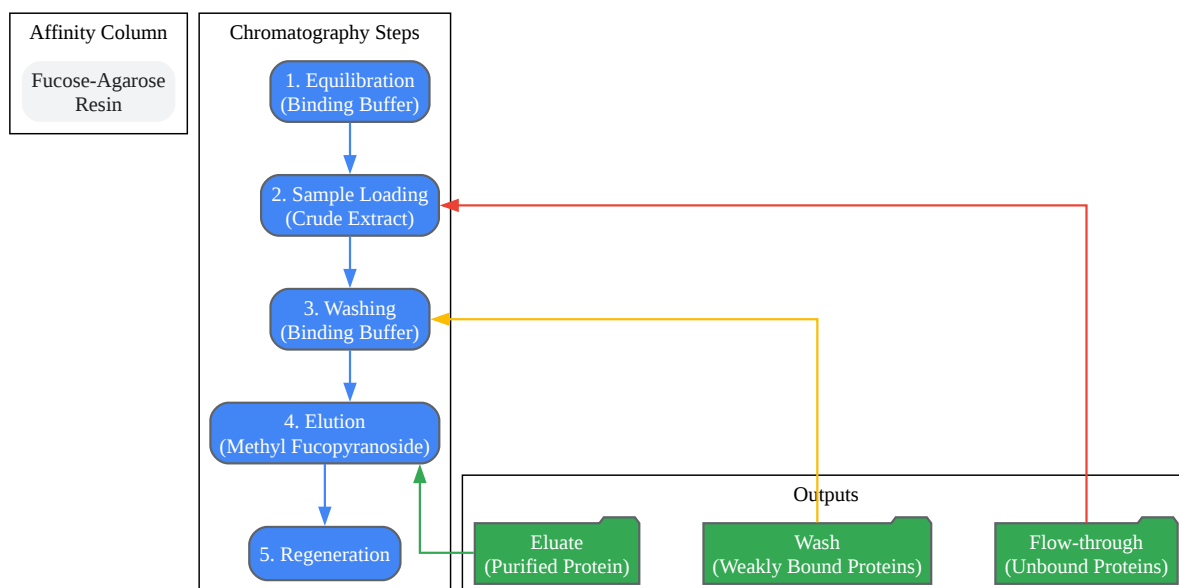 Affinity Column
Fucose-Agarose
Resin
Chromatography Steps
1. Equilibration
(Binding Buffer)
2. Sample Loading
(Crude Extract)
3. Washing
(Binding Buffer)
4. Elution
(Methyl Fucopyranoside)
5. Regeneration
Outputs
Eluate
(Purified Protein)
Wash
(Weakly Bound Proteins)
Flow-through
(Unbound Proteins)